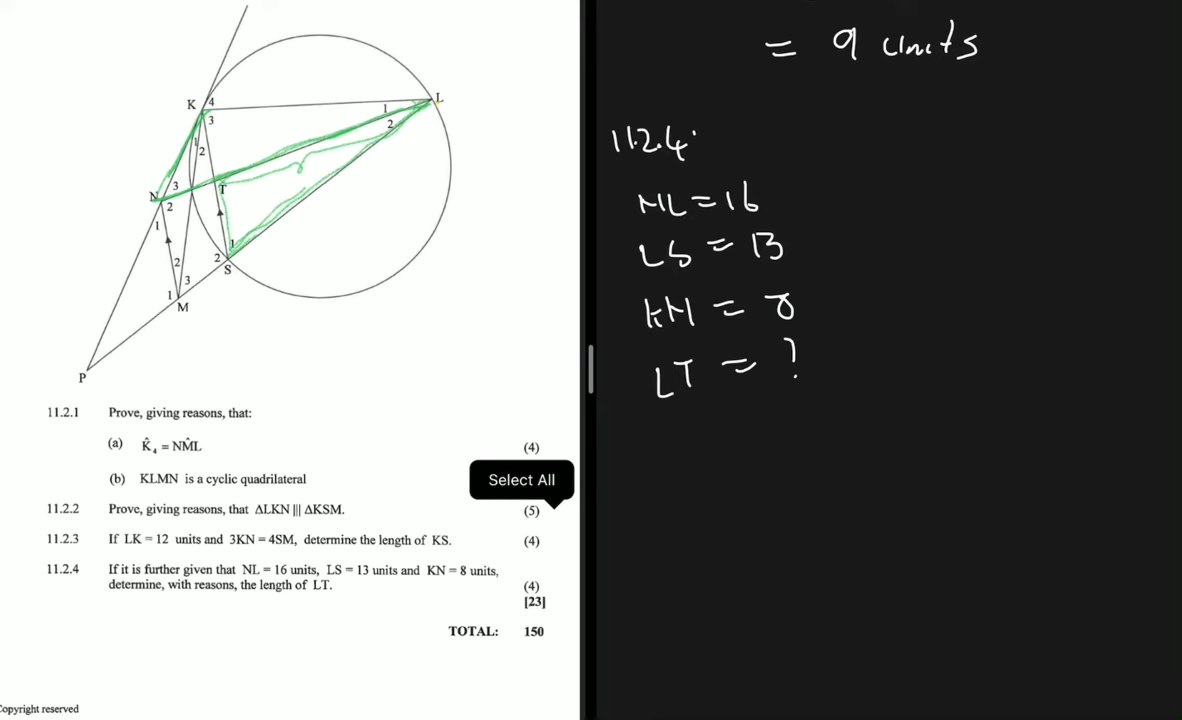 = 9 units
K 4
3
L
1
2
1
2
N 3
2
T
1
1
2
2 S
3
1
M
P
11.2.4.
NL = 16
LS = 13
KN = 8
LT = ?
11.2.1 Prove, giving reasons, that:
(a) K̂₄ = NM̂L (4)
(b) KLMN is a cyclic quadrilateral
Select All
11.2.2 Prove, giving reasons, that ΔLKN ||| ΔKSM. (5)
11.2.3 If LK = 12 units and 3KN = 4SM, determine the length of KS. (4)
11.2.4 If it is further given that NL = 16 units, LS = 13 units and KN = 8 units,
determine, with reasons, the length of LT. (4)
[23]
TOTAL: 150
Copyright reserved